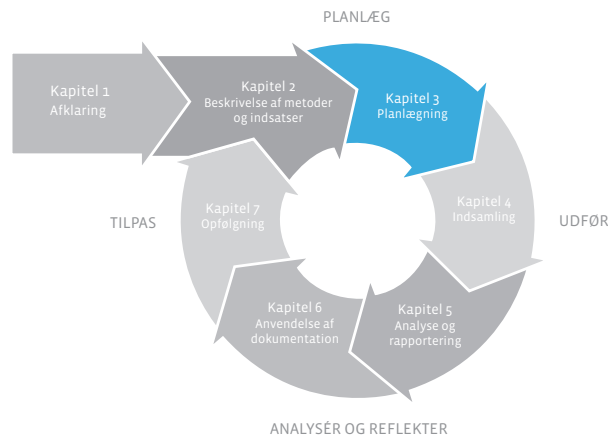 PLANLÆG
Kapitel 1
Afklaring
Kapitel 2
Beskrivelse af metoder
og indsatser
Kapitel 3
Planlægning
Kapitel 4
Indsamling
UDFØR
Kapitel 5
Analyse og
rapportering
Kapitel 6
Anvendelse af
dokumentation
Kapitel 7
Opfølgning
TILPAS
ANALYSÉR OG REFLEKTER